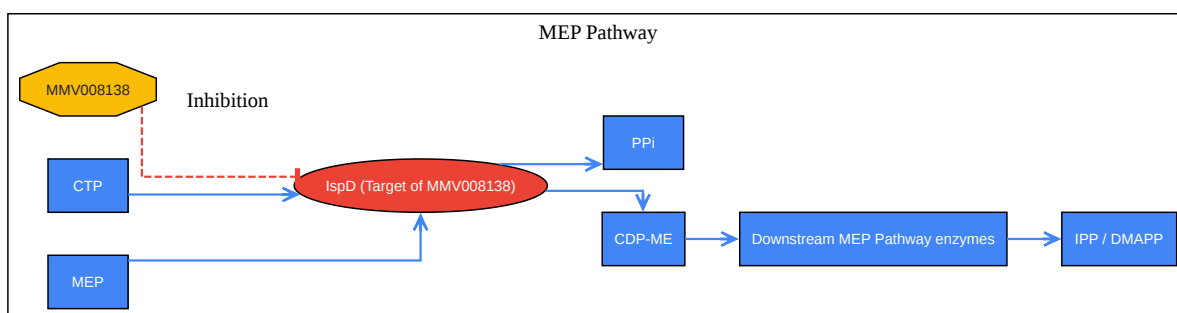 MEP Pathway
MMV008138
Inhibition
CTP
MEP
IspD (Target of MMV008138)
PPi
CDP-ME
Downstream MEP Pathway enzymes
IPP / DMAPP